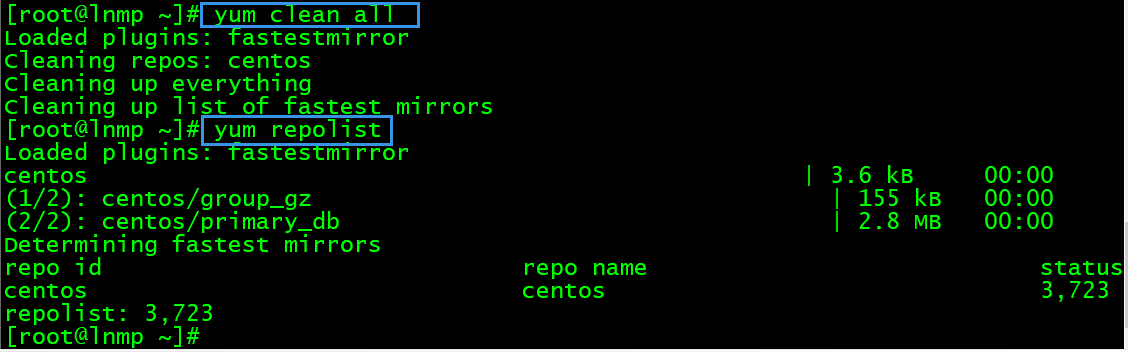 [root@lnmp ~]# yum clean all
Loaded plugins: fastestmirror
Cleaning repos: centos
Cleaning up everything
Cleaning up list of fastest mirrors
[root@lnmp ~]# yum repolist
Loaded plugins: fastestmirror
centos | 3.6 kB 00:00
(1/2): centos/group_gz | 155 kB 00:00
(2/2): centos/primary_db | 2.8 MB 00:00
Determining fastest mirrors
repo id repo name status
centos centos 3,723
repolist: 3,723
[root@lnmp ~]#